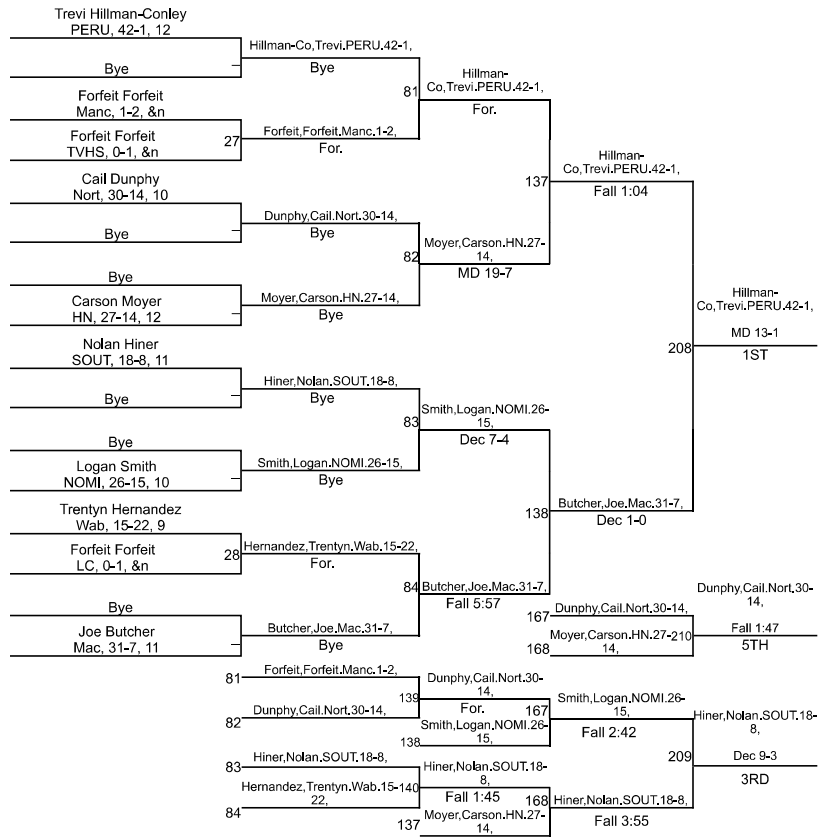 Trevi Hillman-Conley
PERU, 42-1, 12
Bye
Forfeit Forfeit
Manc, 1-2, &n
Forfeit Forfeit
TVHS, 0-1, &n
Cail Dunphy
Nort, 30-14, 10
Bye
Bye
Carson Moyer
HN, 27-14, 12
Nolan Hiner
SOUT, 18-8, 11
Bye
Bye
Logan Smith
NOMI, 26-15, 10
Trentyn Hernandez
Wab, 15-22, 9
Forfeit Forfeit
LC, 0-1, &n
Bye
Joe Butcher
Mac, 31-7, 11
Hillman-Co,Trevi.PERU.42-1,
Bye
27
Forfeit,Forfeit.Manc.1-2,
For.
Dunphy,Cail.Nort.30-14,
Bye
Moyer,Carson.HN.27-14,
Bye
Hiner,Nolan.SOUT.18-8,
Bye
Smith,Logan.NOMI.26-15,
Bye
28
Hernandez,Trentyn.Wab.15-22,
For.
Butcher,Joe.Mac.31-7,
Bye
81
Hillman-
Co,Trevi.PERU.42-1,
For.
82
Moyer,Carson.HN.27-
14,
MD 19-7
83
Smith,Logan.NOMI.26-
15,
Dec 7-4
84
Butcher,Joe.Mac.31-7,
Fall 5:57
137
Hillman-
Co,Trevi.PERU.42-1,
Fall 1:04
138
Butcher,Joe.Mac.31-7,
Dec 1-0
208
Hillman-
Co,Trevi.PERU.42-1,
MD 13-1
1ST
167
Dunphy,Cail.Nort.30-14,
168
Moyer,Carson.HN.27-
14,
210
Dunphy,Cail.Nort.30-
14,
Fall 1:47
5TH
81
Forfeit,Forfeit.Manc.1-2,
82
Dunphy,Cail.Nort.30-14,
139
Dunphy,Cail.Nort.30-
14,
For.
138
Smith,Logan.NOMI.26-
15,
167
Smith,Logan.NOMI.26-
15,
Fall 2:42
83
Hiner,Nolan.SOUT.18-8,
84
Hernandez,Trentyn.Wab.15-
22,
140
Hiner,Nolan.SOUT.18-
8,
Fall 1:45
137
Moyer,Carson.HN.27-
14,
168
Hiner,Nolan.SOUT.18-8,
Fall 3:55
209
Hiner,Nolan.SOUT.18-
8,
Dec 9-3
3RD